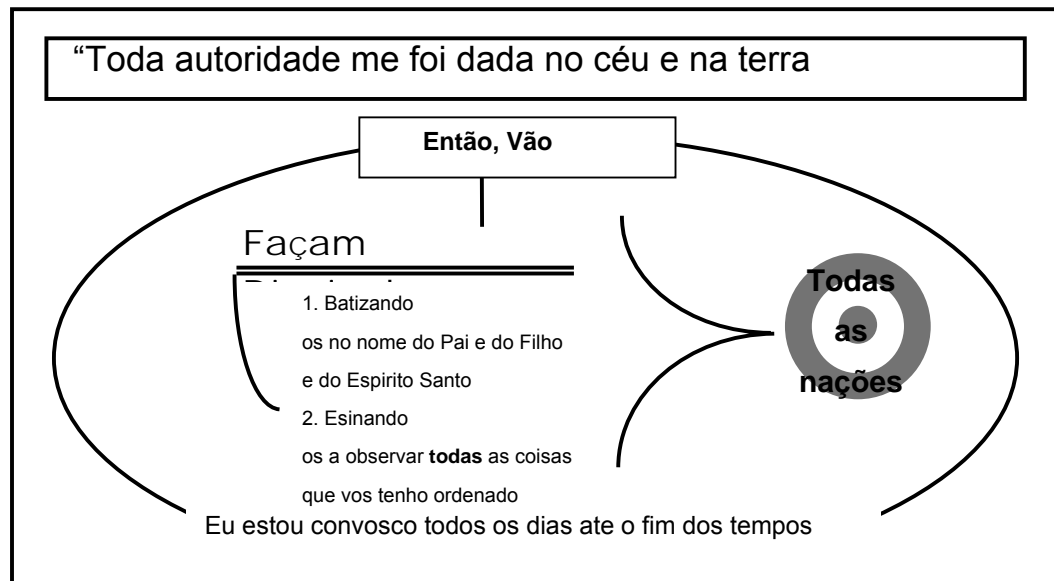 “Toda autoridade me foi dada no céu e na terra
Então, Vão
Façam
1. Batizando
os no nome do Pai e do Filho
e do Espirito Santo
2. Esinando
os a observar todas as coisas
que vos tenho ordenado
Todas
as
nações
Eu estou convosco todos os dias ate o fim dos tempos